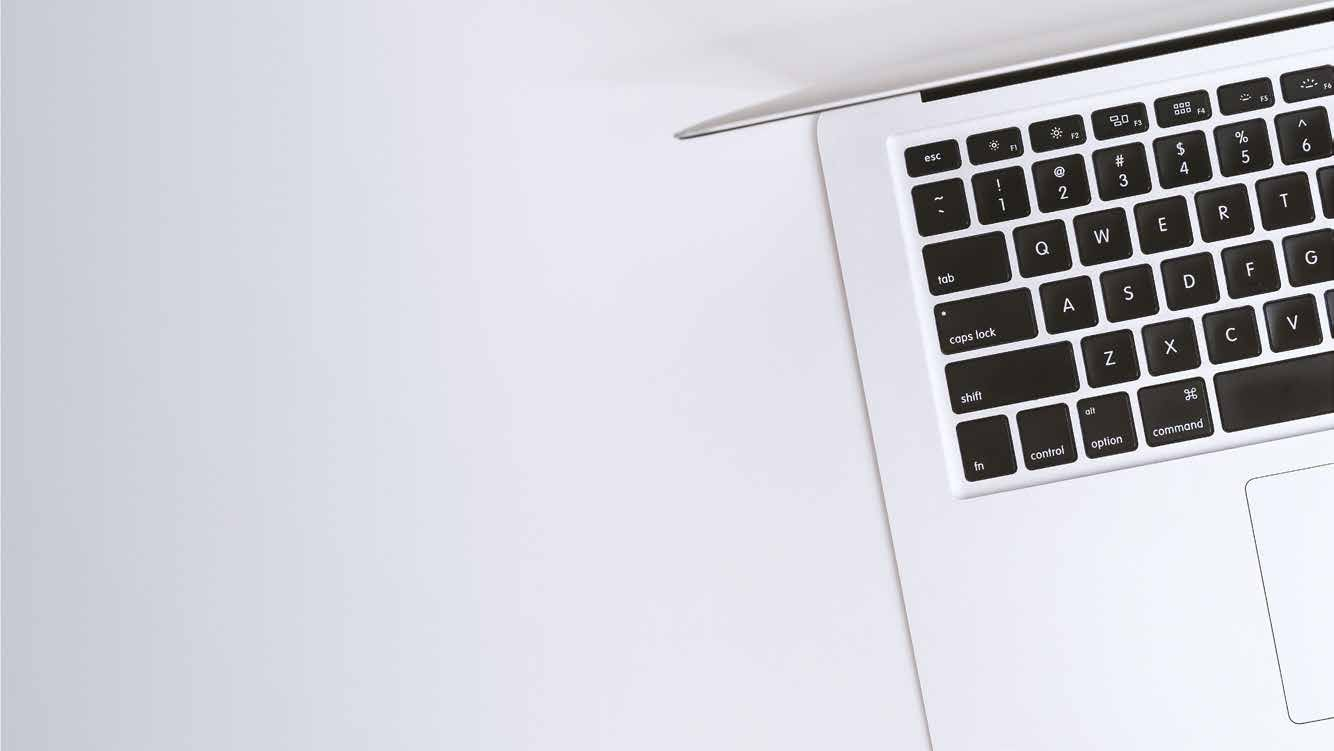 esc F1 F2 F3 F4 F5 F6
~ ! @ # $ % ^
` 1 2 3 4 5 6
tab Q W E R T
caps lock A S D F G
shift Z X C V
alt ⌘
fn control option command